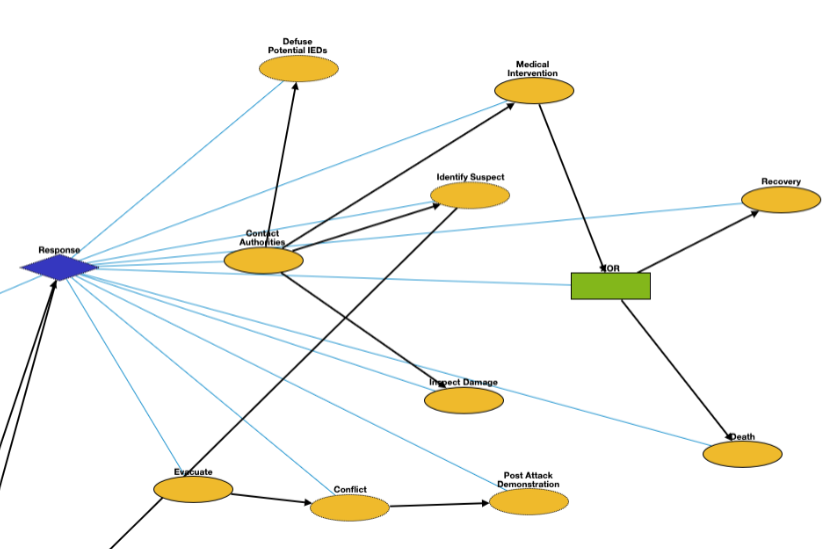 Defuse
Potential IEDs
Medical
Intervention
Identify Suspect
Recovery
Contact
Authorities
Response
XOR
Inspect Damage
Death
Evacuate
Conflict
Post Attack
Demonstration